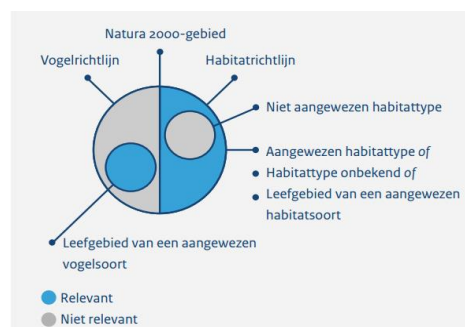 Natura 2000-gebied
Vogelrichtlijn
Habitatrichtlijn
Niet aangewezen habitattype
Aangewezen habitattype of
Habitattype onbekend of
Leefgebied van een aangewezen
habitatsoort
Leefgebied van een aangewezen
vogelsoort
Relevant
Niet relevant